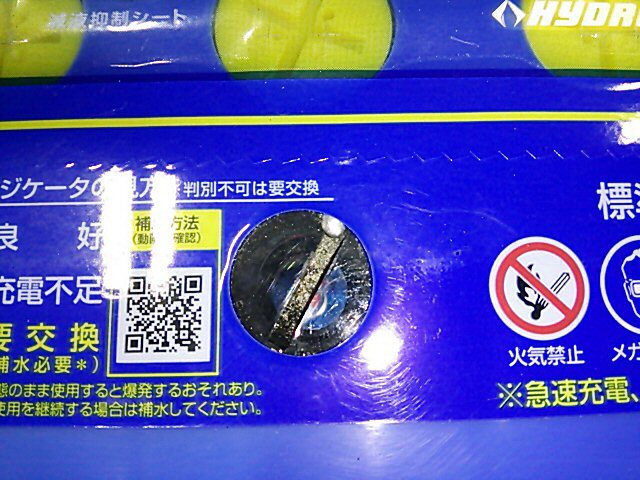 減液抑制シート
HYDR
ジケータの見方 判別不可は要交換
良 好
充電不足
要交換
補水必要*)
補 方法
(動画 確認)
態のまま使用すると爆発するおそれあり。
使用を継続する場合は補水してください。
標
火気禁止
メガ
※急速充電、